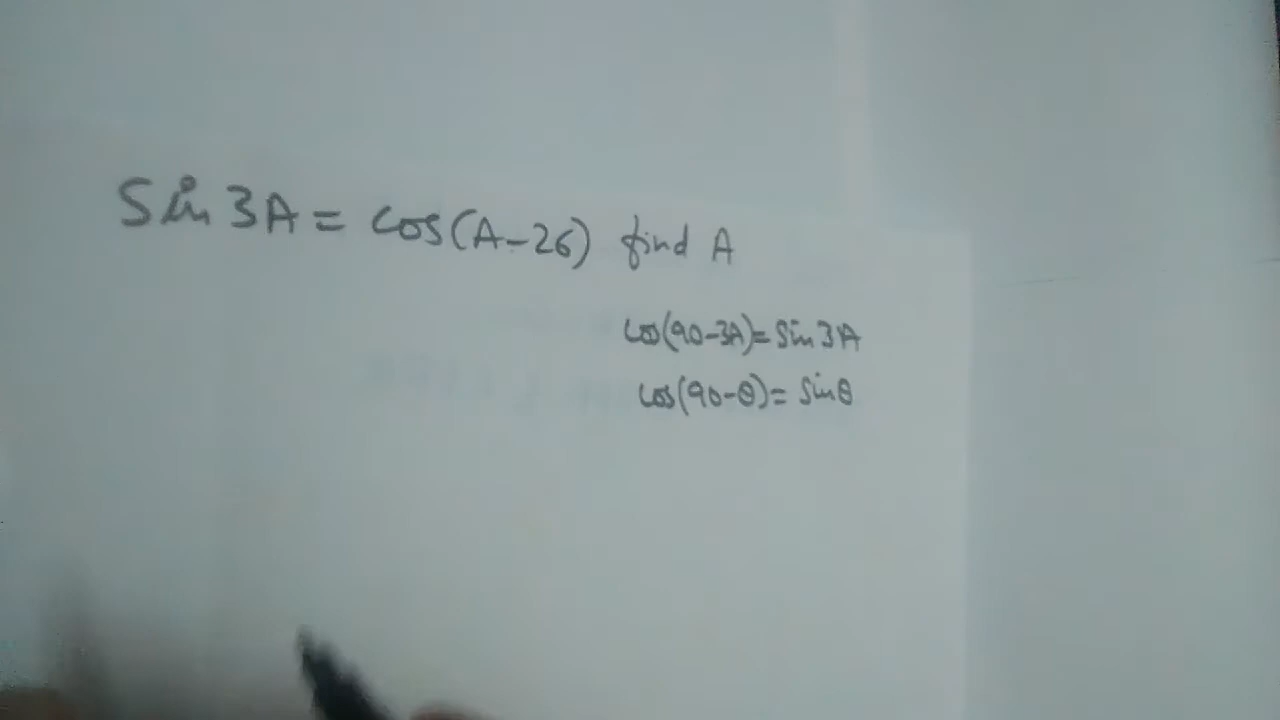 Sin 3A = cos(A-26) find A
cos(90-3A)= Sin 3A
cos(90-θ)= Sinθ